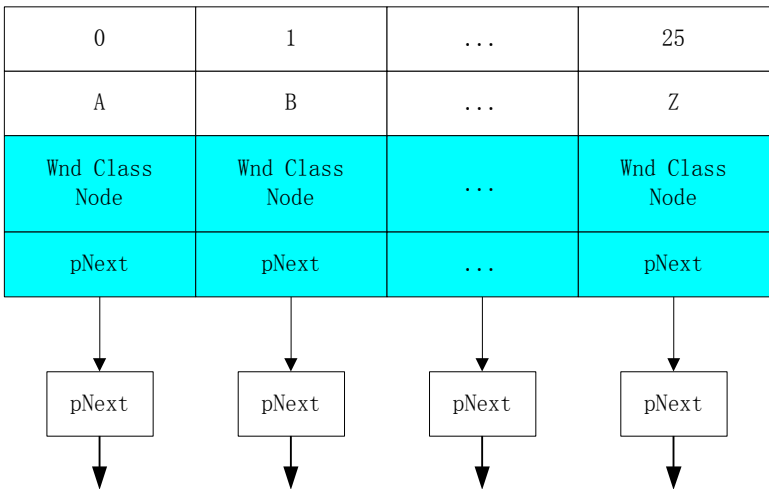 0 1 ... 25
A B ... Z
Wnd Class Node Wnd Class Node ... Wnd Class Node
pNext pNext ... pNext
pNext pNext pNext pNext